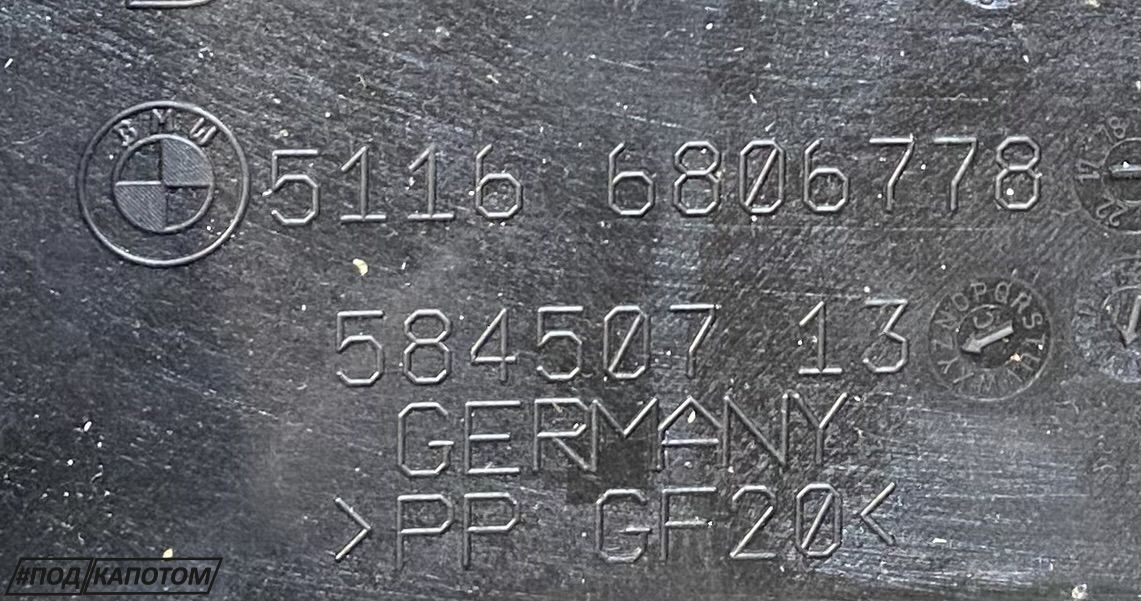 BMW
5116 6806778
584507 13
GERMANY
>PP GF20<
#ПОД/КАПОТОМ